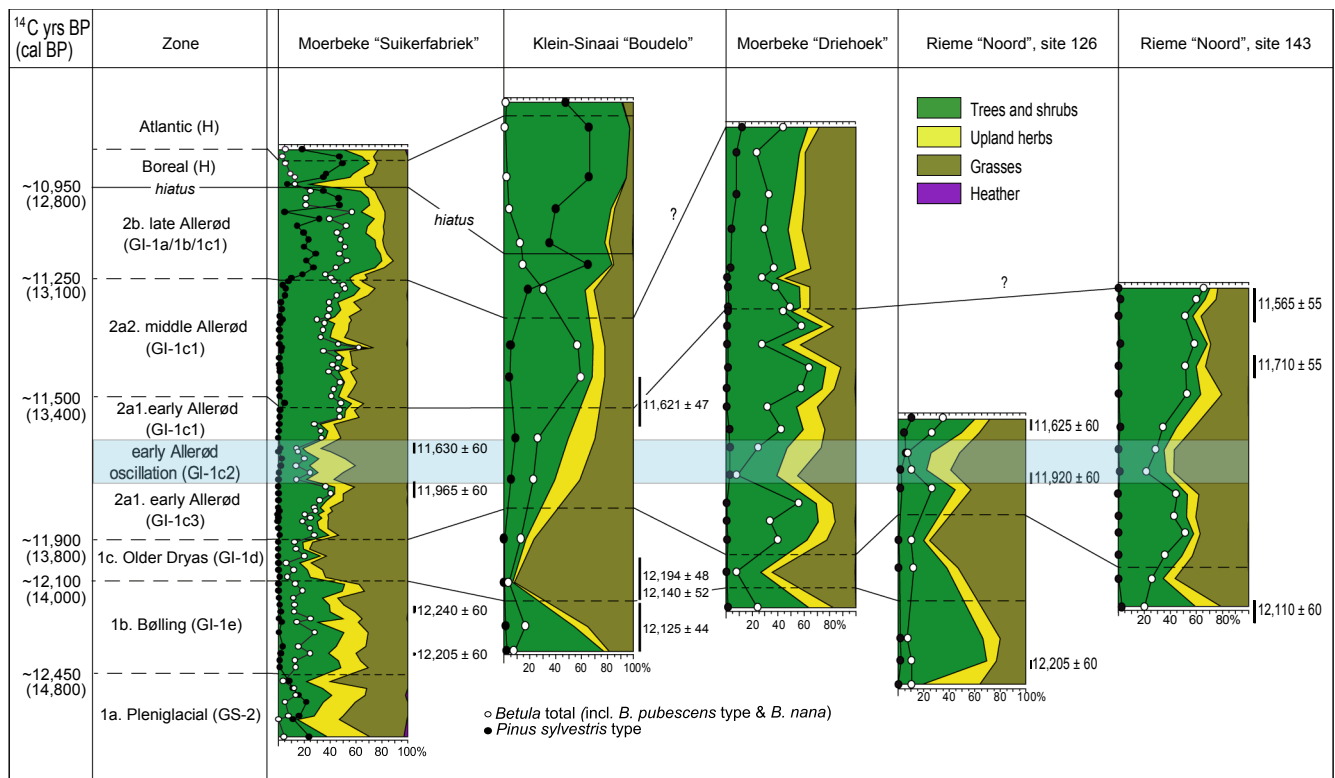 14C yrs BP
(cal BP)
Zone
Moerbeke “Suikerfabriek”
Klein-Sinaai “Boudelo”
Moerbeke “Driehoek”
Rieme “Noord”, site 126
Rieme “Noord”, site 143
Trees and shrubs
Upland herbs
Grasses
Heather
Atlantic (H)
Boreal (H)
~10,950
(12,800)
hiatus
hiatus
2b. late Allerød
(GI-1a/1b/1c1)
?
?
~11,250
(13,100)
2a2. middle Allerød
(GI-1c1)
~11,500
(13,400)
2a1.early Allerød
(GI-1c1)
early Allerød
oscillation (GI-1c2)
2a1. early Allerød
(GI-1c3)
~11,900
(13,800)
1c. Older Dryas (GI-1d)
~12,100
(14,000)
1b. Bølling (GI-1e)
~12,450
(14,800)
1a. Pleniglacial (GS-2)
11,630 ± 60
11,965 ± 60
12,240 ± 60
12,205 ± 60
20 40 60 80 100%
11,621 ± 47
12,194 ± 48
12,140 ± 52
12,125 ± 44
20 40 60 80 100%
20 40 60 80%
11,625 ± 60
11,920 ± 60
12,205 ± 60
20 40 60 80%
11,565 ± 55
11,710 ± 55
12,110 ± 60
20 40 60 80%
Betula total (incl. B. pubescens type & B. nana)
Pinus sylvestris type